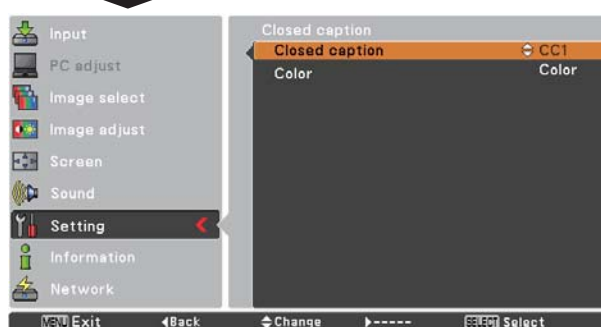 Input
PC adjust
Image select
Image adjust
Screen
Sound
Setting
Information
Network
Closed caption
Closed caption CC1
Color Color
MENU Exit Back Change ----- SELECT Select